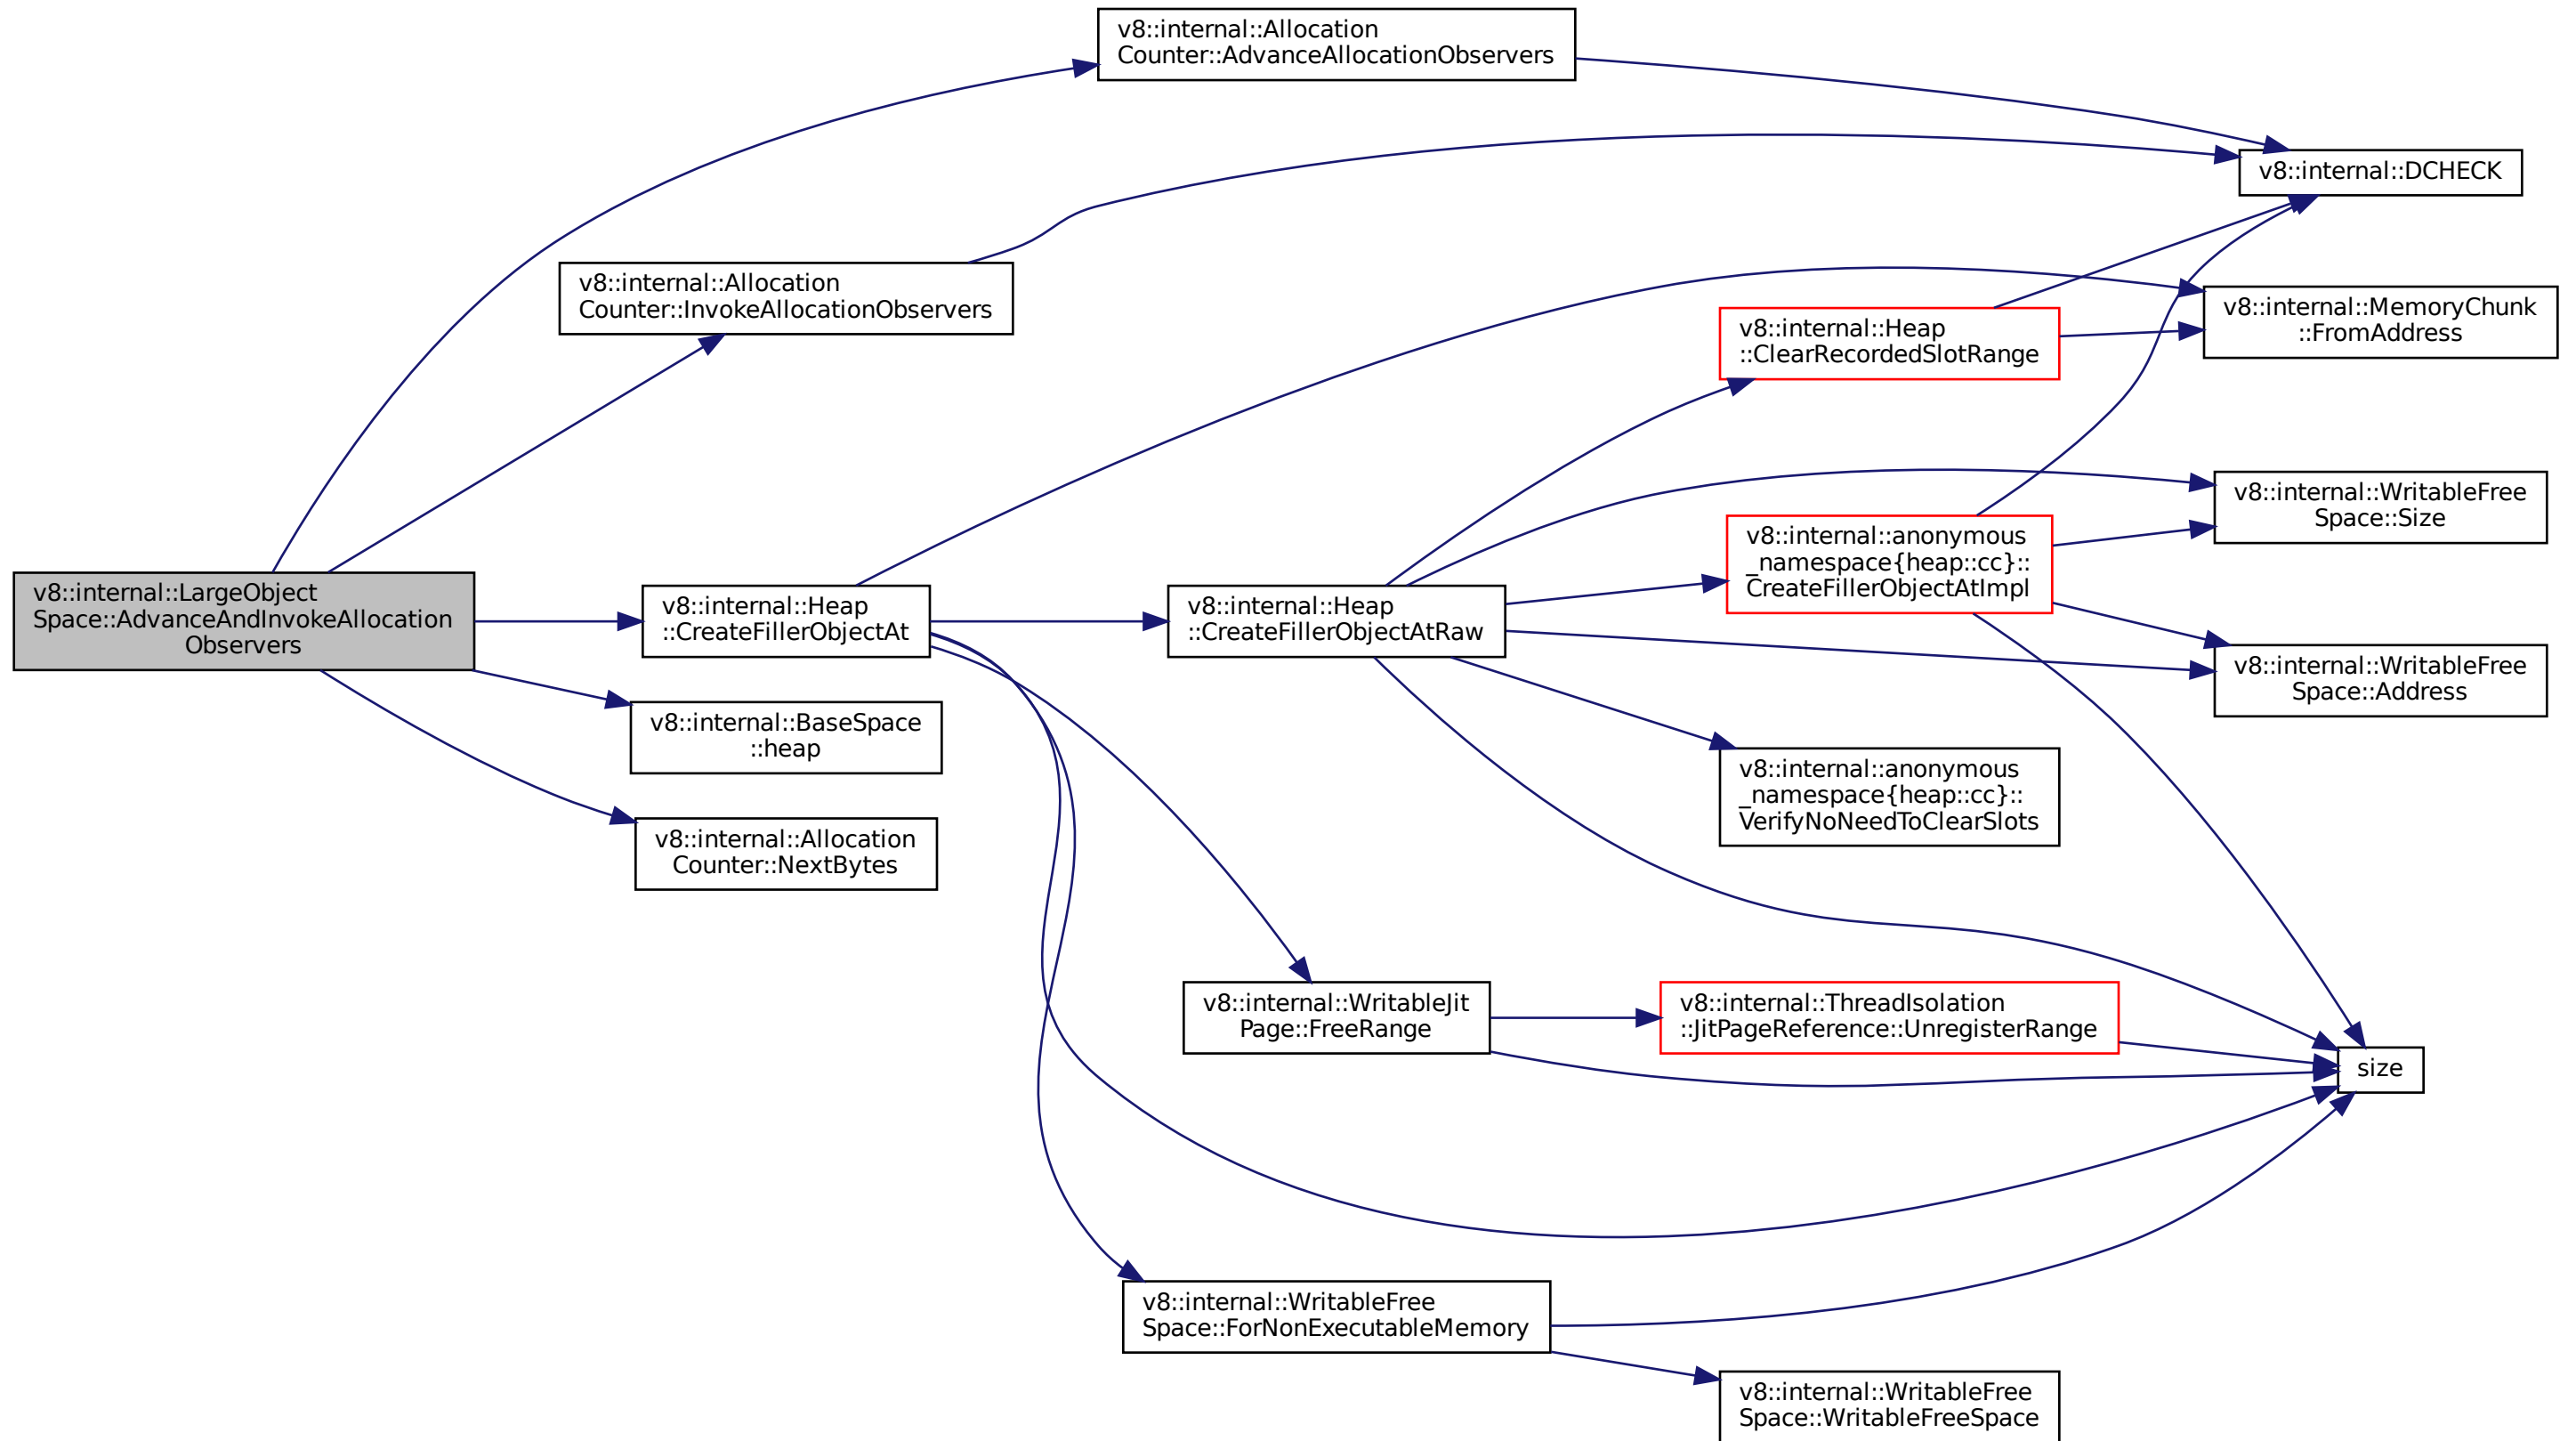 v8::internal::Allocation
Counter::AdvanceAllocationObservers
v8::internal::DCHECK
v8::internal::Allocation
Counter::InvokeAllocationObservers
v8::internal::MemoryChunk
::FromAddress
v8::internal::Heap
::ClearRecordedSlotRange
v8::internal::WritableFree
Space::Size
v8::internal::anonymous
_namespace{heap::cc}::
CreateFillerObjectAtImpl
v8::internal::LargeObject
Space::AdvanceAndInvokeAllocation
Observers
v8::internal::Heap
::CreateFillerObjectAt
v8::internal::Heap
::CreateFillerObjectAtRaw
v8::internal::WritableFree
Space::Address
v8::internal::BaseSpace
::heap
v8::internal::anonymous
_namespace{heap::cc}::
VerifyNoNeedToClearSlots
v8::internal::Allocation
Counter::NextBytes
v8::internal::WritableJit
Page::FreeRange
v8::internal::ThreadIsolation
::JitPageReference::UnregisterRange
size
v8::internal::WritableFree
Space::ForNonExecutableMemory
v8::internal::WritableFree
Space::WritableFreeSpace